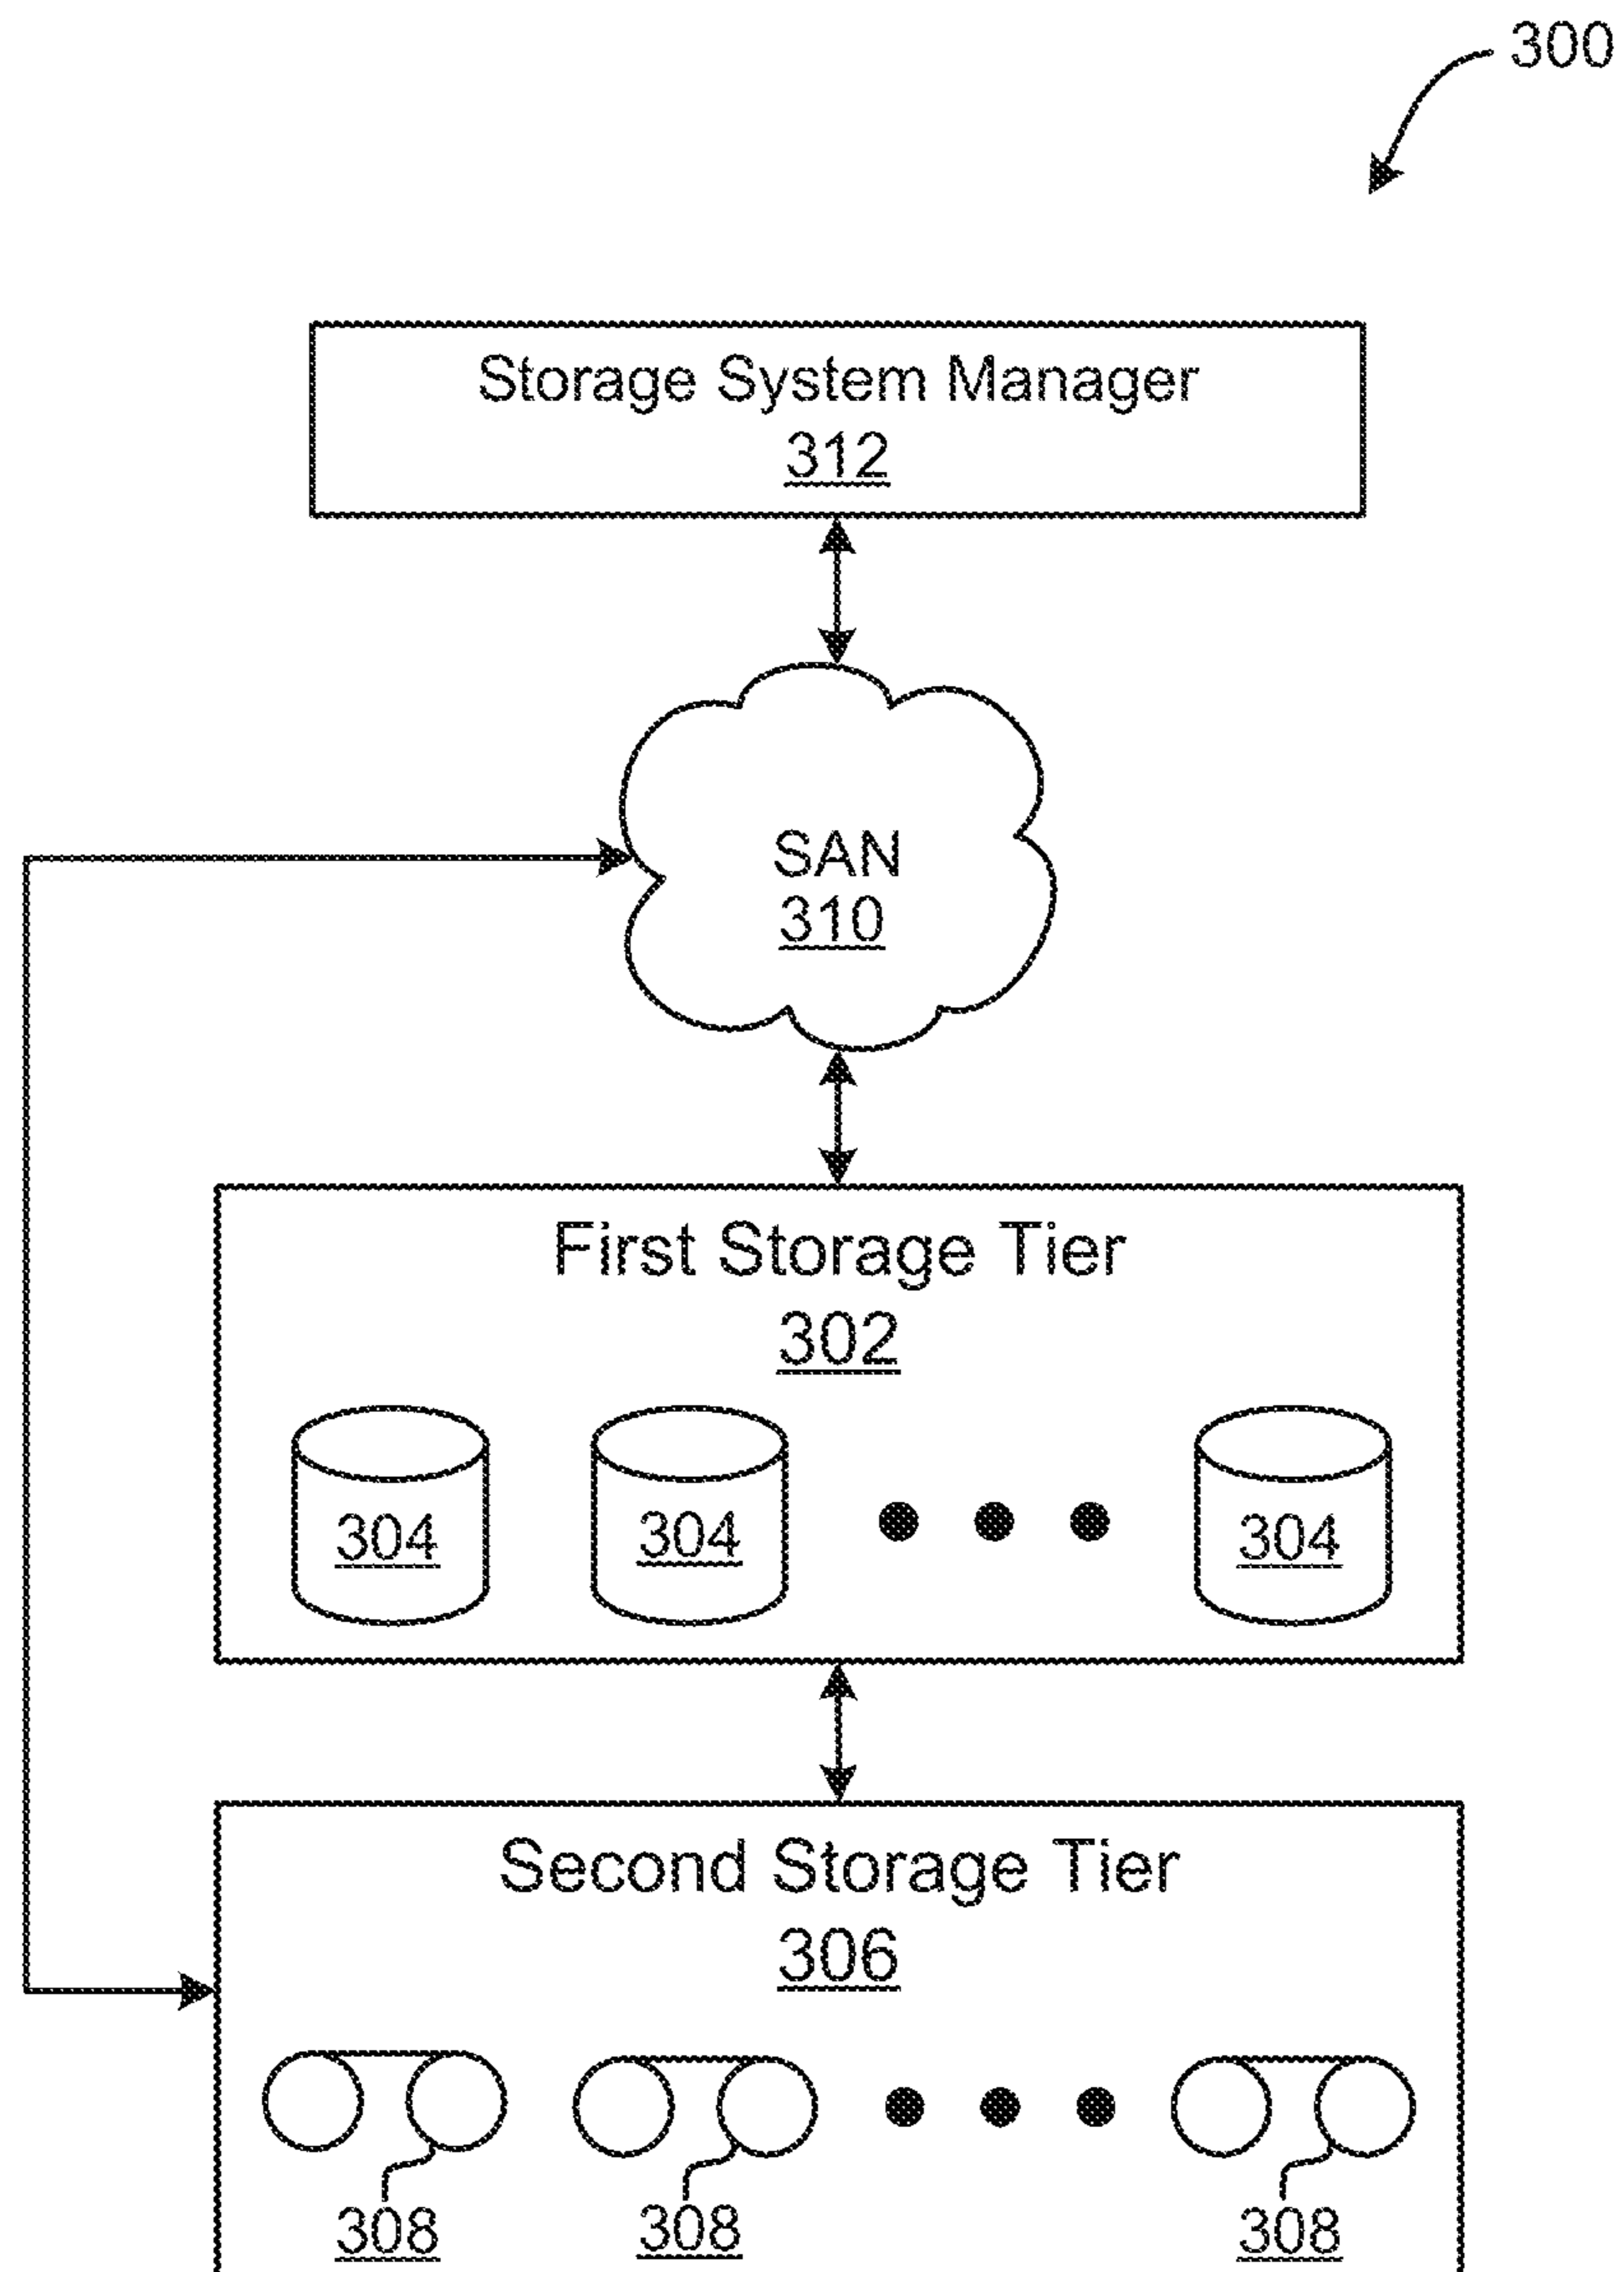 300
Storage System Manager
312
SAN
310
First Storage Tier
302
304 304 304
Second Storage Tier
306
308 308 308